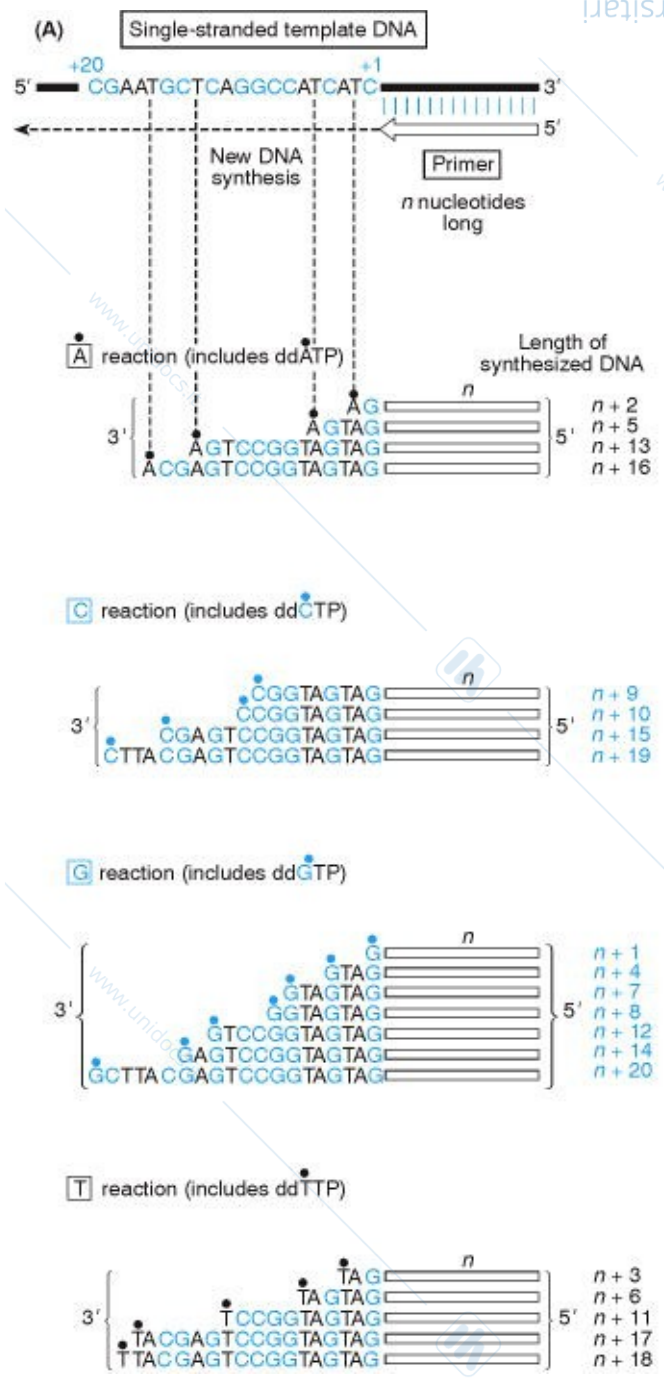 (A) Single-stranded template DNA
+20 +1
5′ CGAATGCTCAGGCCATCATC 3′
5′
New DNA
synthesis
Primer
n nucleotides
long
A reaction (includes ddATP)
Length of
synthesized DNA
n
AG n + 2
AGTAG n + 5
3′ 5′
AGTCCGGTAGTAG n + 13
ACGAGTCCGGTAGTAG n + 16
C reaction (includes ddCTP)
n
CGGTAGTAG n + 9
CCGGTAGTAG n + 10
3′ 5′
CGAGTCCGGTAGTAG n + 15
CTTACGAGTCCGGTAGTAG n + 19
G reaction (includes ddGTP)
n
G n + 1
GTAG n + 4
GTAGTAG n + 7
3′ GGTAGTAG 5′ n + 8
GTCCGGTAGTAG n + 12
GAGTCCGGTAGTAG n + 14
GCTTACGAGTCCGGTAGTAG n + 20
T reaction (includes ddTTP)
n
TAG n + 3
TAGTAG n + 6
3′ TCCGGTAGTAG 5′ n + 11
TACGAGTCCGGTAGTAG n + 17
TTACGAGTCCGGTAGTAG n + 18